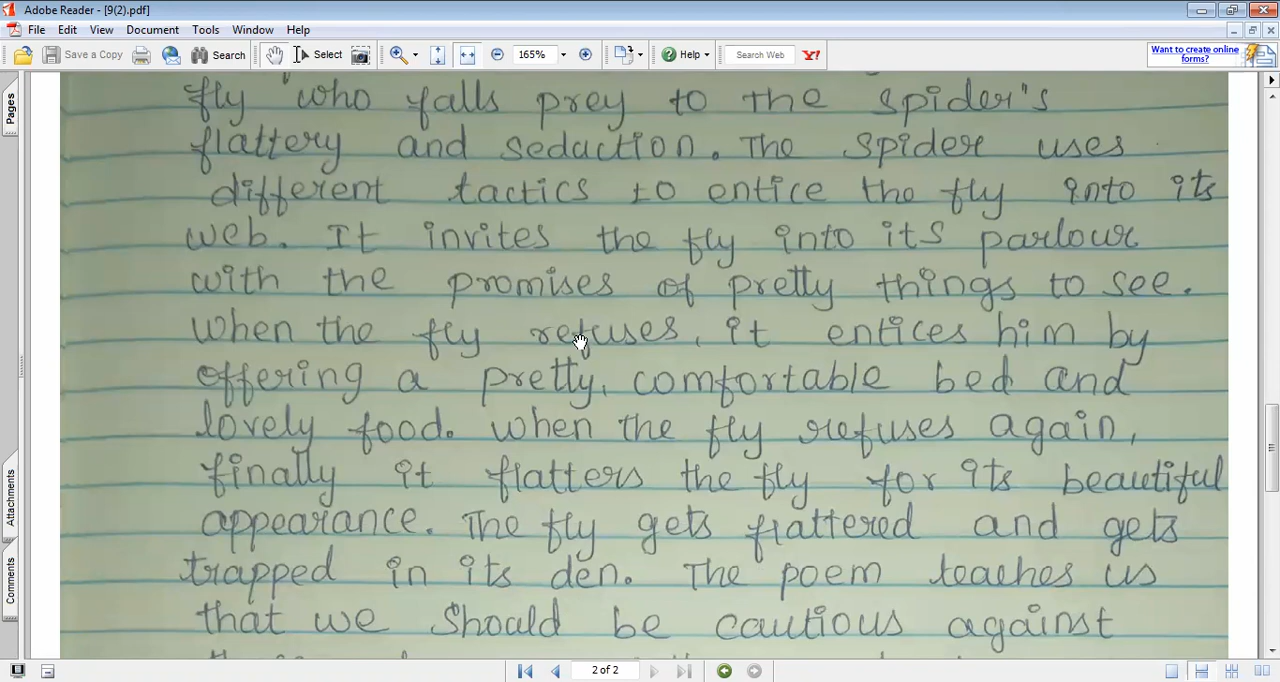 Adobe Reader - [9(2).pdf]
File Edit View Document Tools Window Help
Save a Copy Search Select 165% Help Search Web Y!
Want to create online forms?
Pages
Attachments
Comments
fly who falls prey to the spider's
flattery and seduction. The spider uses
different tactics to entice the fly into its
web. It invites the fly into its parlour
with the promises of pretty things to see.
When the fly refuses, it entices him by
offering a pretty, comfortable bed and
lovely food. When the fly refuses again,
finally it flatters the fly for its beautiful
appearance. The fly gets flattered and gets
trapped in its den. The poem teaches us
that we should be cautious against
2 of 2